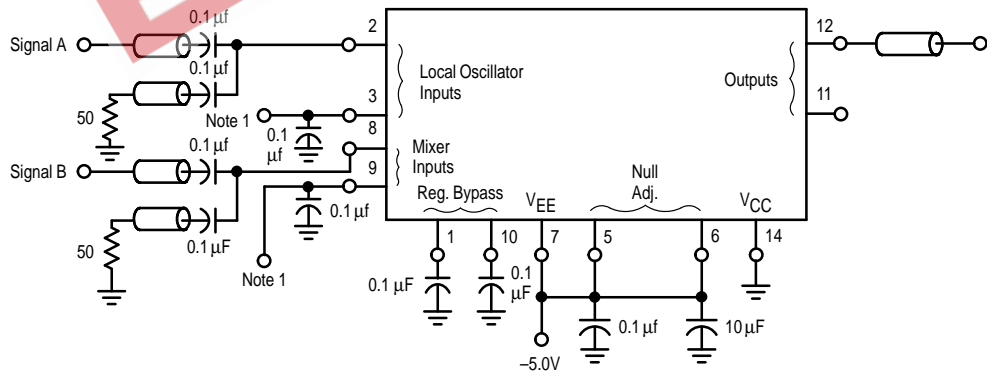 0.1 μf
Signal A
0.1 μf
50
Note 1
0.1 μf
2
3
8
9
Local Oscillator Inputs
Mixer Inputs
Signal B
0.1 μf
50
0.1 μF
Note 1
0.1 μf
Reg. Bypass
VEE
Null Adj.
VCC
Outputs
12
11
1
10
7
5
6
14
0.1 μF
0.1 μF
0.1 μf
10 μF
–5.0V